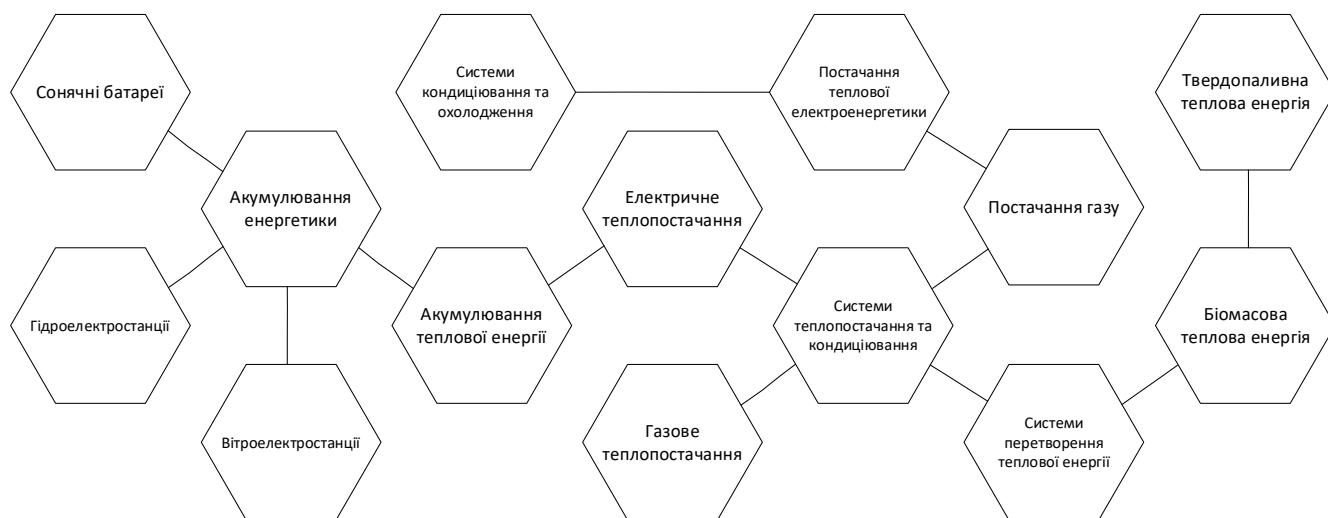 Сонячні батареї
Системи
кондиціювання та
охолодження
Постачання
теплової
електроенергетики
Твердопаливна
теплова енергія
Акумулювання
енергетики
Електричне
теплопостачання
Постачання газу
Гідроелектростанції
Акумулювання
теплової енергії
Системи
теплопостачання та
кондиціювання
Біомасова
теплова енергія
Вітроелектростанції
Газове
теплопостачання
Системи
перетворення
теплової енергії